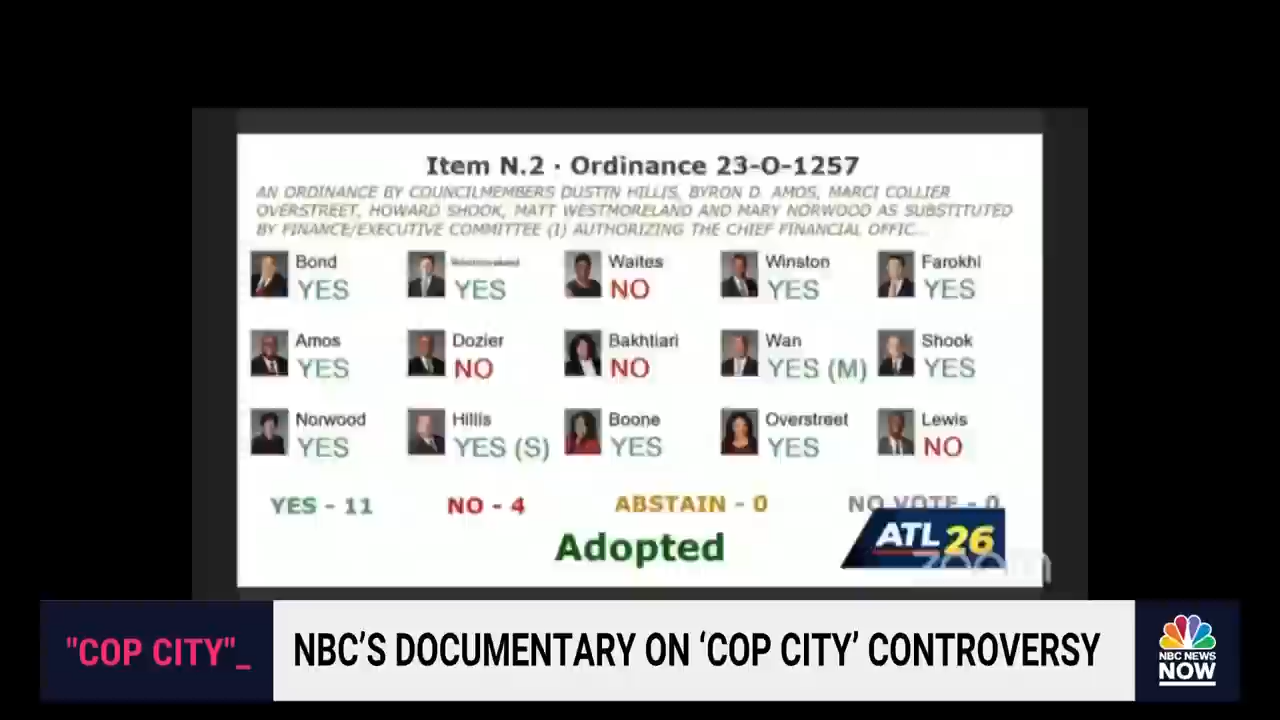 Item N.2 · Ordinance 23-O-1257
AN ORDINANCE BY COUNCILMEMBERS DUSTIN HILLIS, BYRON D. AMOS, MARCI COLLIER
OVERSTREET, HOWARD SHOOK, MATT WESTMORELAND AND MARY NORWOOD AS SUBSTITUTED
BY FINANCE/EXECUTIVE COMMITTEE (I) AUTHORIZING THE CHIEF FINANCIAL OFFIC...
Bond
YES
YES
Waites
NO
Winston
YES
Farokhi
YES
Amos
YES
Dozier
NO
Bakhtiari
NO
Wan
YES (M)
Shook
YES
Norwood
YES
Hillis
YES (S)
Boone
YES
Overstreet
YES
Lewis
NO
YES - 11
NO - 4
ABSTAIN - 0
NO VOTE - 0
Adopted
ATL 26
zoom
"COP CITY"_
NBC'S DOCUMENTARY ON ‘COP CITY’ CONTROVERSY
NBC NEWS
NOW